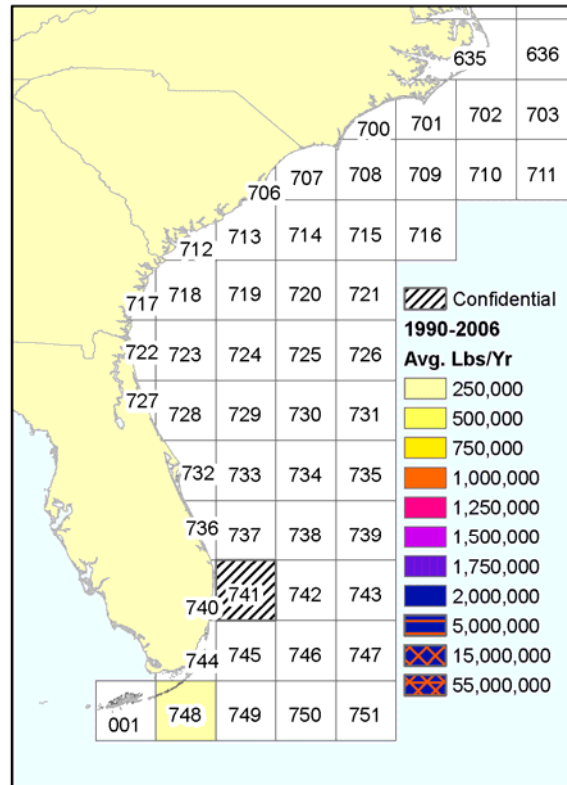 635 636
700 701 702 703
706 707 708 709 710 711
712 713 714 715 716
717 718 719 720 721
722 723 724 725 726
727 728 729 730 731
732 733 734 735
736 737 738 739
740 741 742 743
744 745 746 747
001 748 749 750 751
Confidential
1990-2006
Avg. Lbs/Yr
250,000
500,000
750,000
1,000,000
1,250,000
1,500,000
1,750,000
2,000,000
5,000,000
15,000,000
55,000,000